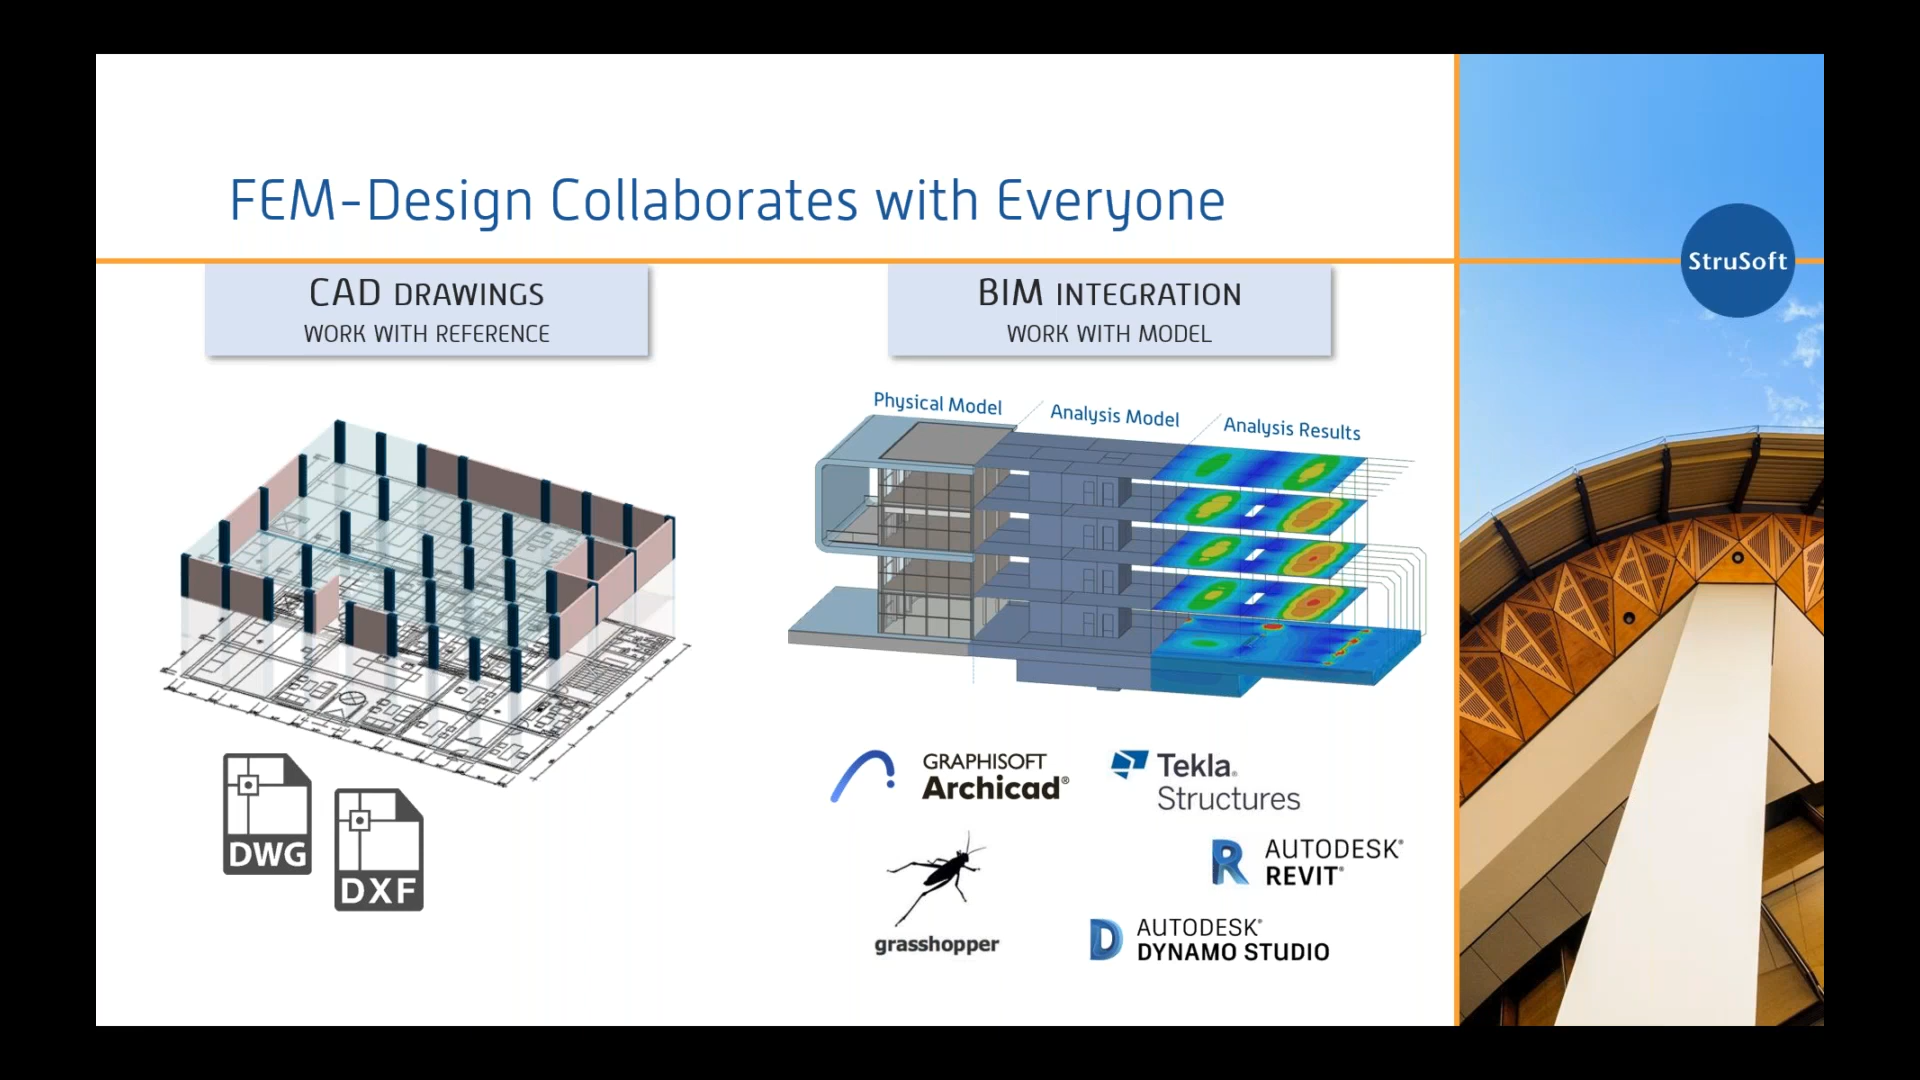 FEM-Design Collaborates with Everyone
StruSoft
CAD DRAWINGS
WORK WITH REFERENCE
BIM INTEGRATION
WORK WITH MODEL
Physical Model
Analysis Model
Analysis Results
DWG
DXF
GRAPHISOFT
Archicad®
Tekla®
Structures
grasshopper
AUTODESK®
REVIT®
AUTODESK®
DYNAMO STUDIO